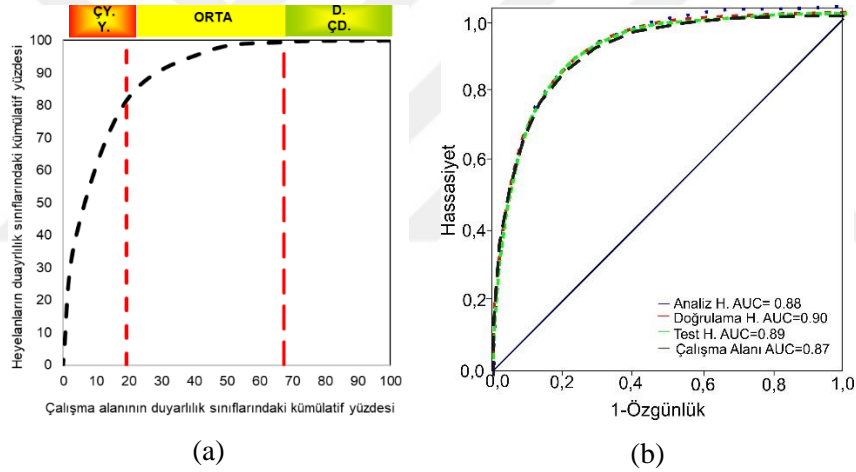 ÇY.
Y.
ORTA
D.
ÇD.
Heyelanların duayrlılık sınıflarındaki kümülatif yüzdesi
100
90
80
70
60
50
40
30
20
10
0
0 10 20 30 40 50 60 70 80 90 100
Çalışma alanının duyarlılık sınıflarındaki kümülatif yüzdesi
(a)
Hassasiyet
1,0
0,8
0,6
0,4
0,2
0,0
0,0 0,2 0,4 0,6 0,8 1,0
1-Özgünlük
Analiz H. AUC= 0.88
Doğrulama H. AUC=0.90
Test H. AUC=0.89
Çalışma Alanı AUC=0.87
(b)